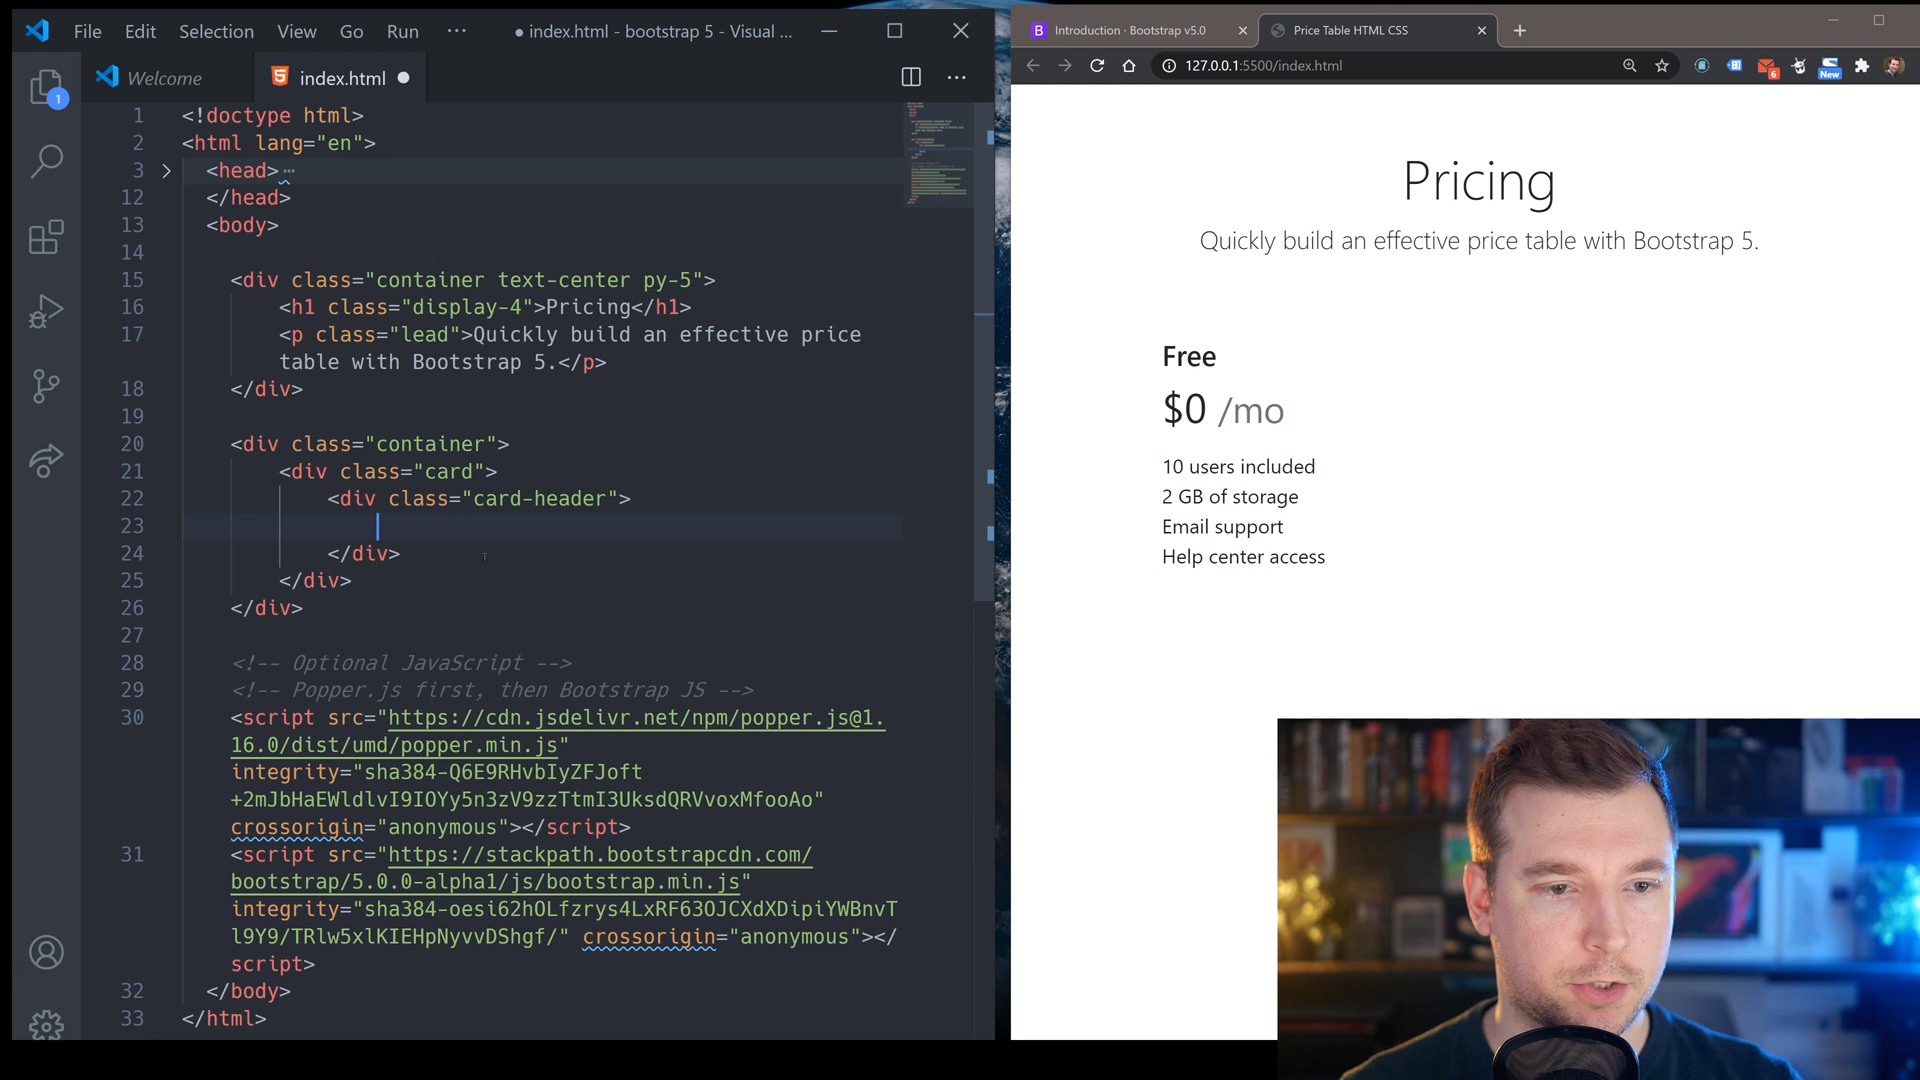 File Edit Selection View Go Run ··· ● index.html - bootstrap 5 - Visual ...
Welcome index.html
1 <!doctype html>
2 <html lang="en">
3 <head>…
12 </head>
13 <body>
14
15 <div class="container text-center py-5">
16 <h1 class="display-4">Pricing</h1>
17 <p class="lead">Quickly build an effective price
table with Bootstrap 5.</p>
18 </div>
19
20 <div class="container">
21 <div class="card">
22 <div class="card-header">
23
24 </div>
25 </div>
26 </div>
27
28 <!-- Optional JavaScript -->
29 <!-- Popper.js first, then Bootstrap JS -->
30 <script src="https://cdn.jsdelivr.net/npm/popper.js@1.
16.0/dist/umd/popper.min.js"
integrity="sha384-Q6E9RHvbIyZFJoft
+2mJbHaEWldlvI9IOYy5n3zV9zzTtmI3UksdQRVvoxMfooAo"
crossorigin="anonymous"></script>
31 <script src="https://stackpath.bootstrapcdn.com/
bootstrap/5.0.0-alpha1/js/bootstrap.min.js"
integrity="sha384-oesi62hOLfzrys4LxRF63OJCXdXDipiYWBnvT
l9Y9/TRlw5xlKIEHpNyvvDShgf/" crossorigin="anonymous"></
script>
32 </body>
33 </html>
1
B Introduction · Bootstrap v5.0
Price Table HTML CSS
127.0.0.1:5500/index.html
6
New
Pricing
Quickly build an effective price table with Bootstrap 5.
Free
$0 /mo
10 users included
2 GB of storage
Email support
Help center access